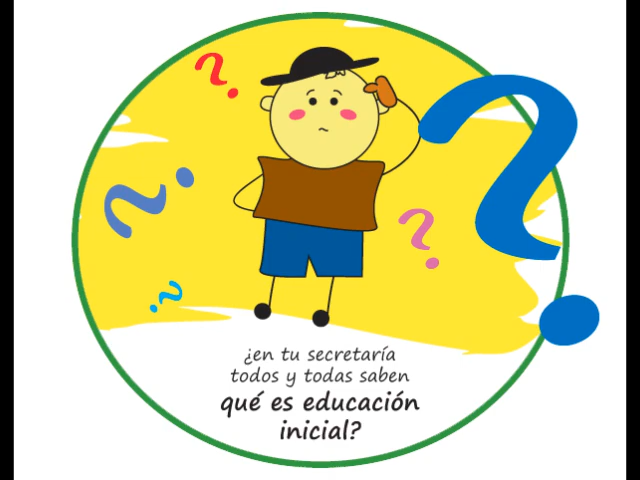 ¿en tu secretaría
todos y todas saben
qué es educación
inicial?